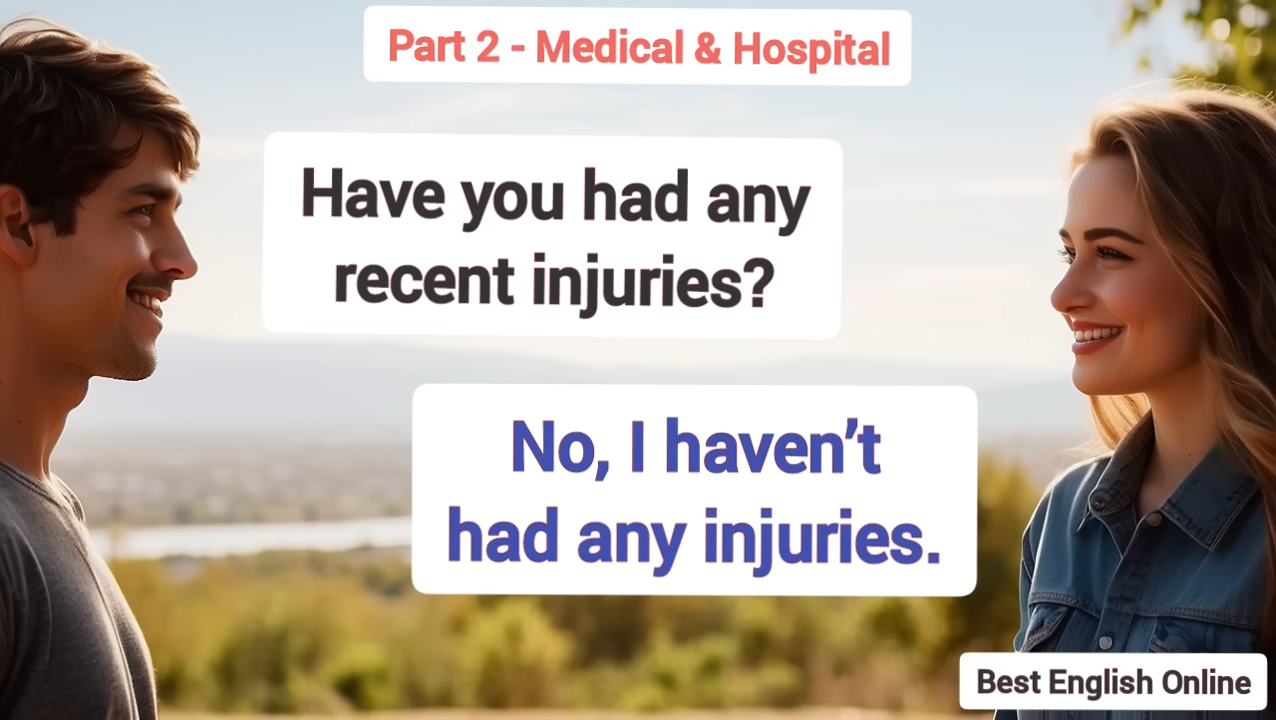 Part 2 - Medical & Hospital
Have you had any
recent injuries?
No, I haven’t
had any injuries.
Best English Online